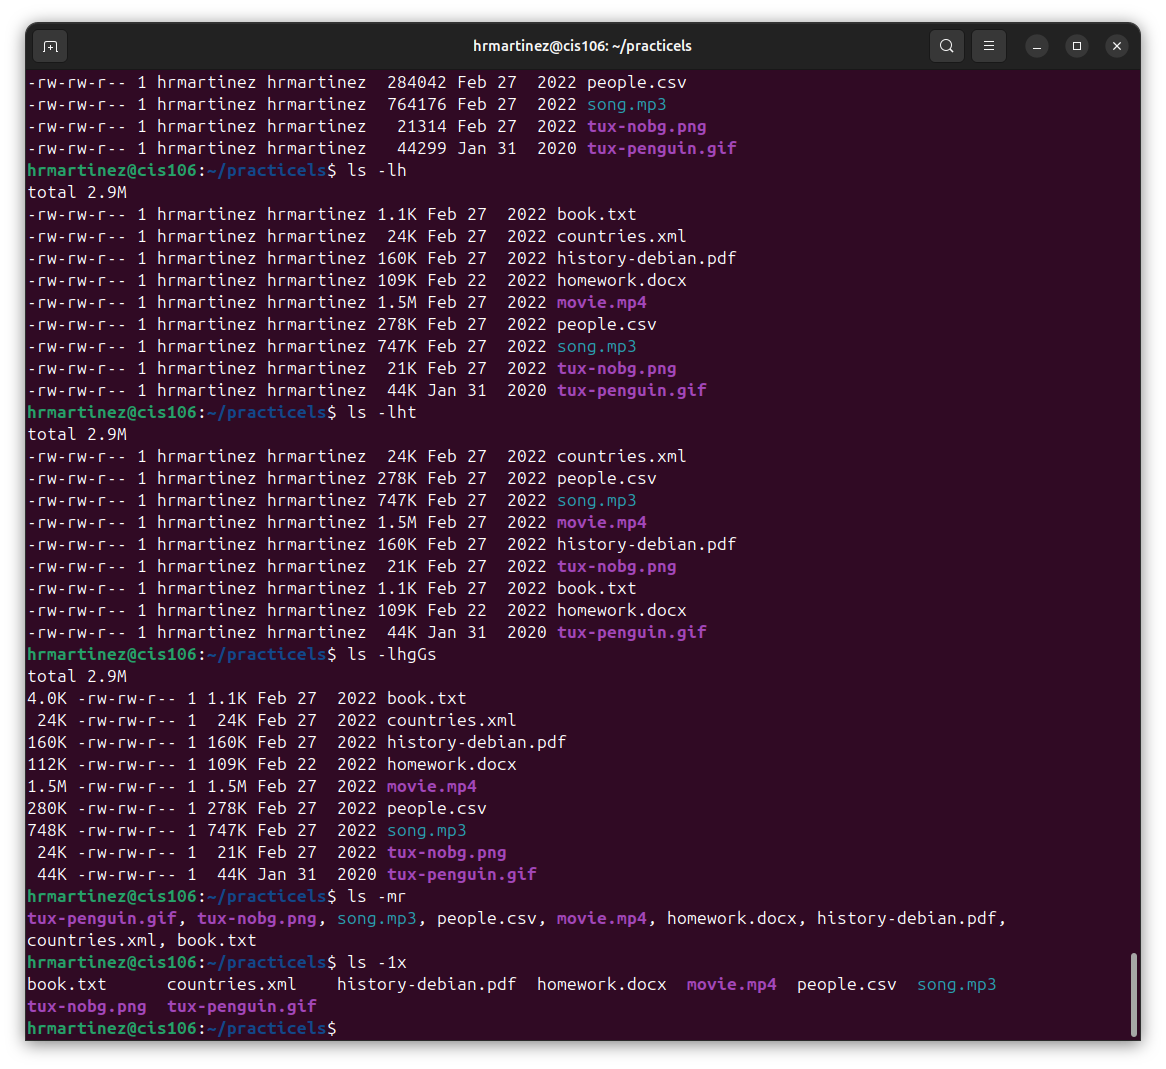 hrmartinez@cis106: ~/practicels
-rw-rw-r-- 1 hrmartinez hrmartinez  284042 Feb 27  2022 people.csv
-rw-rw-r-- 1 hrmartinez hrmartinez  764176 Feb 27  2022 song.mp3
-rw-rw-r-- 1 hrmartinez hrmartinez   21314 Feb 27  2022 tux-nobg.png
-rw-rw-r-- 1 hrmartinez hrmartinez   44299 Jan 31  2020 tux-penguin.gif
hrmartinez@cis106:~/practicels$ ls -lh
total 2.9M
-rw-rw-r-- 1 hrmartinez hrmartinez 1.1K Feb 27  2022 book.txt
-rw-rw-r-- 1 hrmartinez hrmartinez  24K Feb 27  2022 countries.xml
-rw-rw-r-- 1 hrmartinez hrmartinez 160K Feb 27  2022 history-debian.pdf
-rw-rw-r-- 1 hrmartinez hrmartinez 109K Feb 22  2022 homework.docx
-rw-rw-r-- 1 hrmartinez hrmartinez 1.5M Feb 27  2022 movie.mp4
-rw-rw-r-- 1 hrmartinez hrmartinez 278K Feb 27  2022 people.csv
-rw-rw-r-- 1 hrmartinez hrmartinez 747K Feb 27  2022 song.mp3
-rw-rw-r-- 1 hrmartinez hrmartinez  21K Feb 27  2022 tux-nobg.png
-rw-rw-r-- 1 hrmartinez hrmartinez  44K Jan 31  2020 tux-penguin.gif
hrmartinez@cis106:~/practicels$ ls -lht
total 2.9M
-rw-rw-r-- 1 hrmartinez hrmartinez  24K Feb 27  2022 countries.xml
-rw-rw-r-- 1 hrmartinez hrmartinez 278K Feb 27  2022 people.csv
-rw-rw-r-- 1 hrmartinez hrmartinez 747K Feb 27  2022 song.mp3
-rw-rw-r-- 1 hrmartinez hrmartinez 1.5M Feb 27  2022 movie.mp4
-rw-rw-r-- 1 hrmartinez hrmartinez 160K Feb 27  2022 history-debian.pdf
-rw-rw-r-- 1 hrmartinez hrmartinez  21K Feb 27  2022 tux-nobg.png
-rw-rw-r-- 1 hrmartinez hrmartinez 1.1K Feb 27  2022 book.txt
-rw-rw-r-- 1 hrmartinez hrmartinez 109K Feb 22  2022 homework.docx
-rw-rw-r-- 1 hrmartinez hrmartinez  44K Jan 31  2020 tux-penguin.gif
hrmartinez@cis106:~/practicels$ ls -lhgGs
total 2.9M
4.0K -rw-rw-r-- 1 1.1K Feb 27  2022 book.txt
 24K -rw-rw-r-- 1  24K Feb 27  2022 countries.xml
160K -rw-rw-r-- 1 160K Feb 27  2022 history-debian.pdf
112K -rw-rw-r-- 1 109K Feb 22  2022 homework.docx
1.5M -rw-rw-r-- 1 1.5M Feb 27  2022 movie.mp4
280K -rw-rw-r-- 1 278K Feb 27  2022 people.csv
748K -rw-rw-r-- 1 747K Feb 27  2022 song.mp3
 24K -rw-rw-r-- 1  21K Feb 27  2022 tux-nobg.png
 44K -rw-rw-r-- 1  44K Jan 31  2020 tux-penguin.gif
hrmartinez@cis106:~/practicels$ ls -mr
tux-penguin.gif, tux-nobg.png, song.mp3, people.csv, movie.mp4, homework.docx, history-debian.pdf,
countries.xml, book.txt
hrmartinez@cis106:~/practicels$ ls -1x
book.txt      countries.xml    history-debian.pdf  homework.docx  movie.mp4  people.csv  song.mp3
tux-nobg.png  tux-penguin.gif
hrmartinez@cis106:~/practicels$